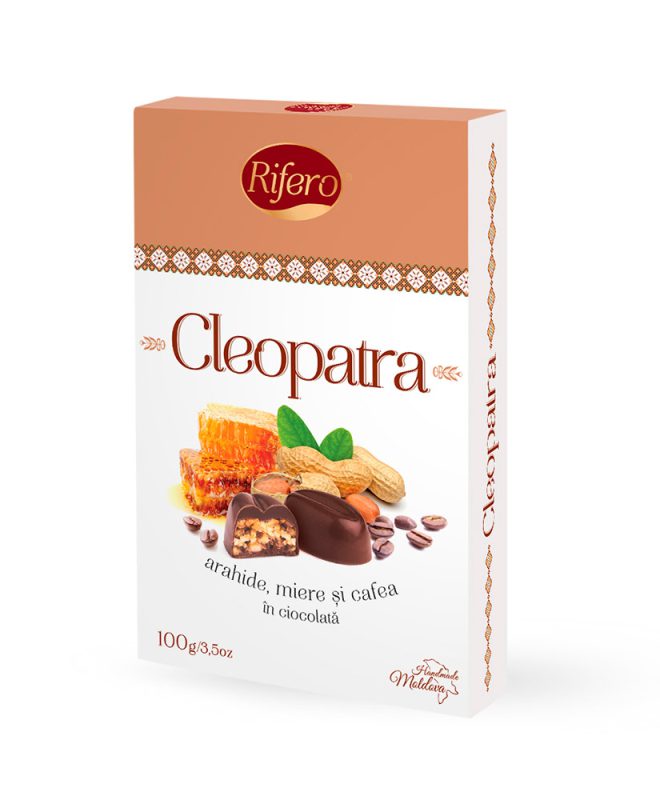 Rifero®
Cleopatra
arahide, miere și cafea
în ciocolată
100g/3,5oz
Handmade
Moldova
Cleopatra